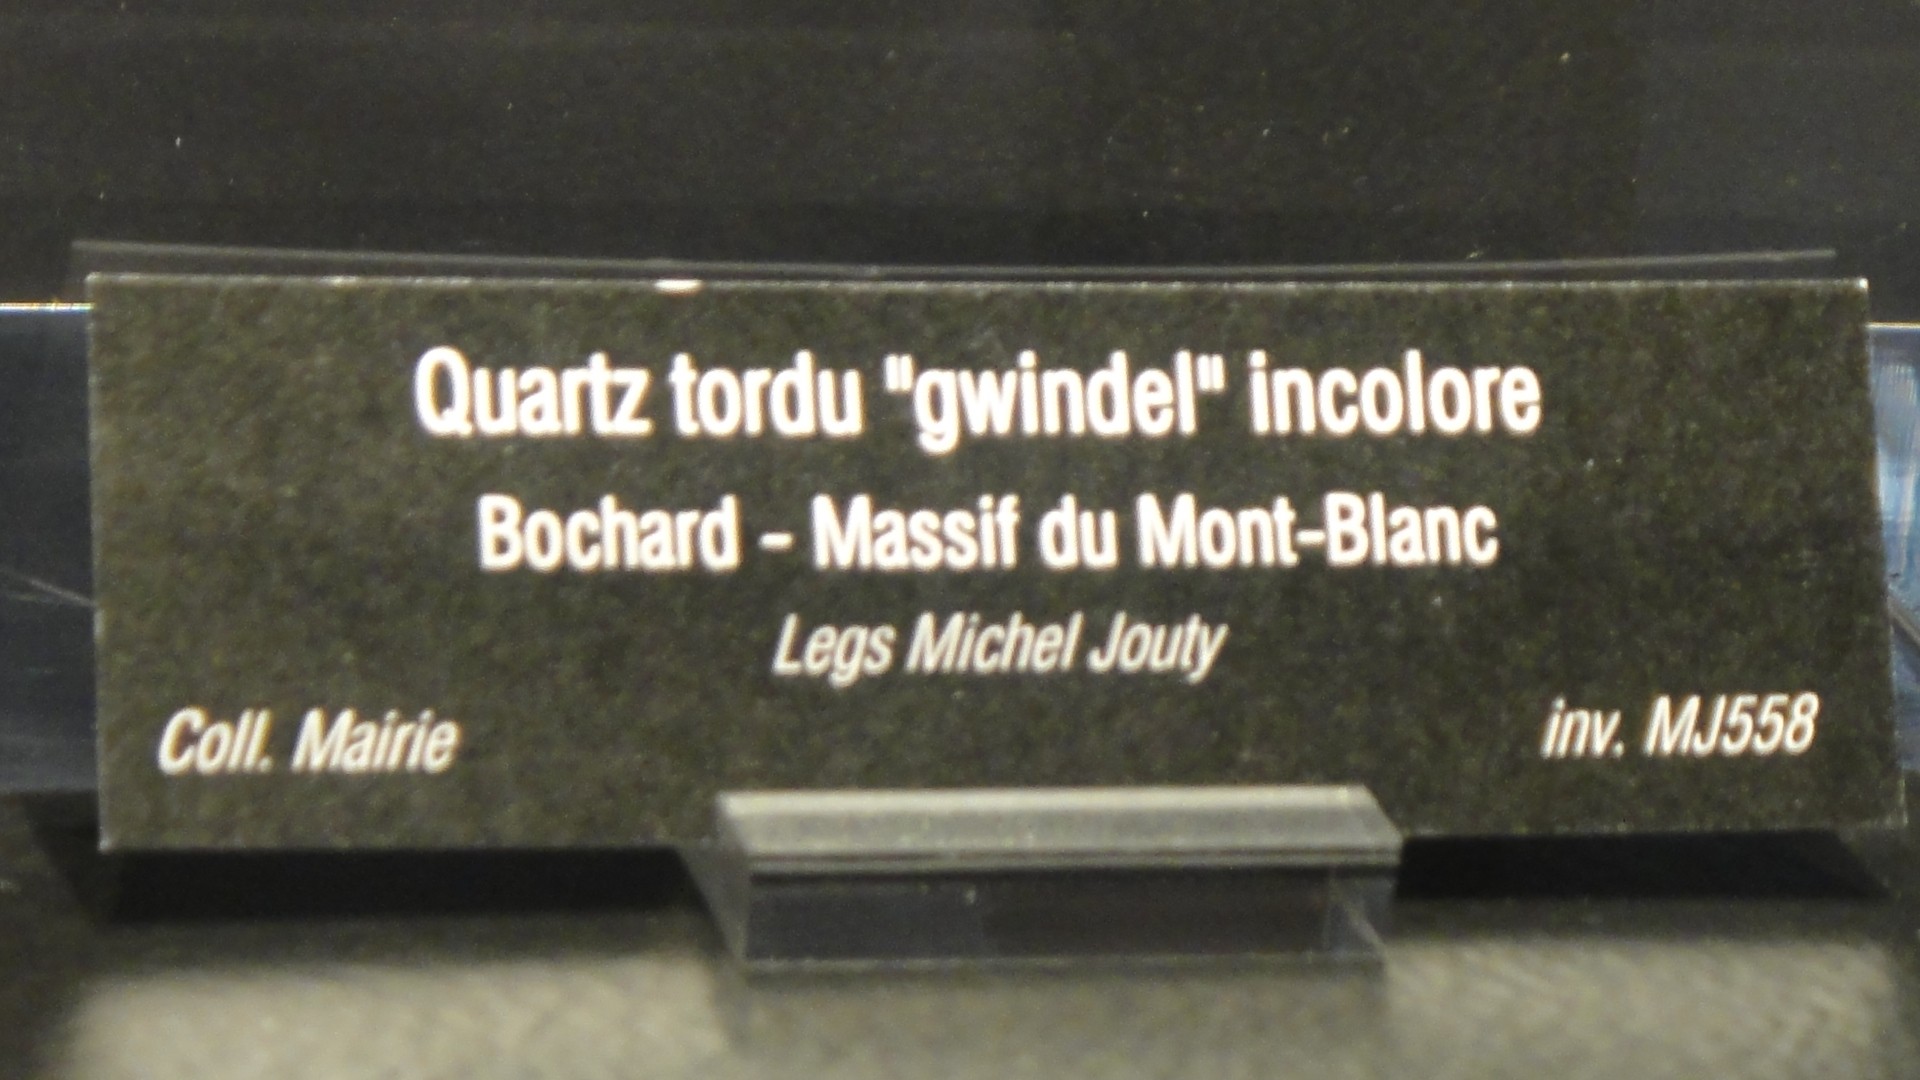 Quartz tordu "gwindel" incolore
Bochard - Massif du Mont-Blanc
Legs Michel Jouty
Coll. Mairie inv. MJ558